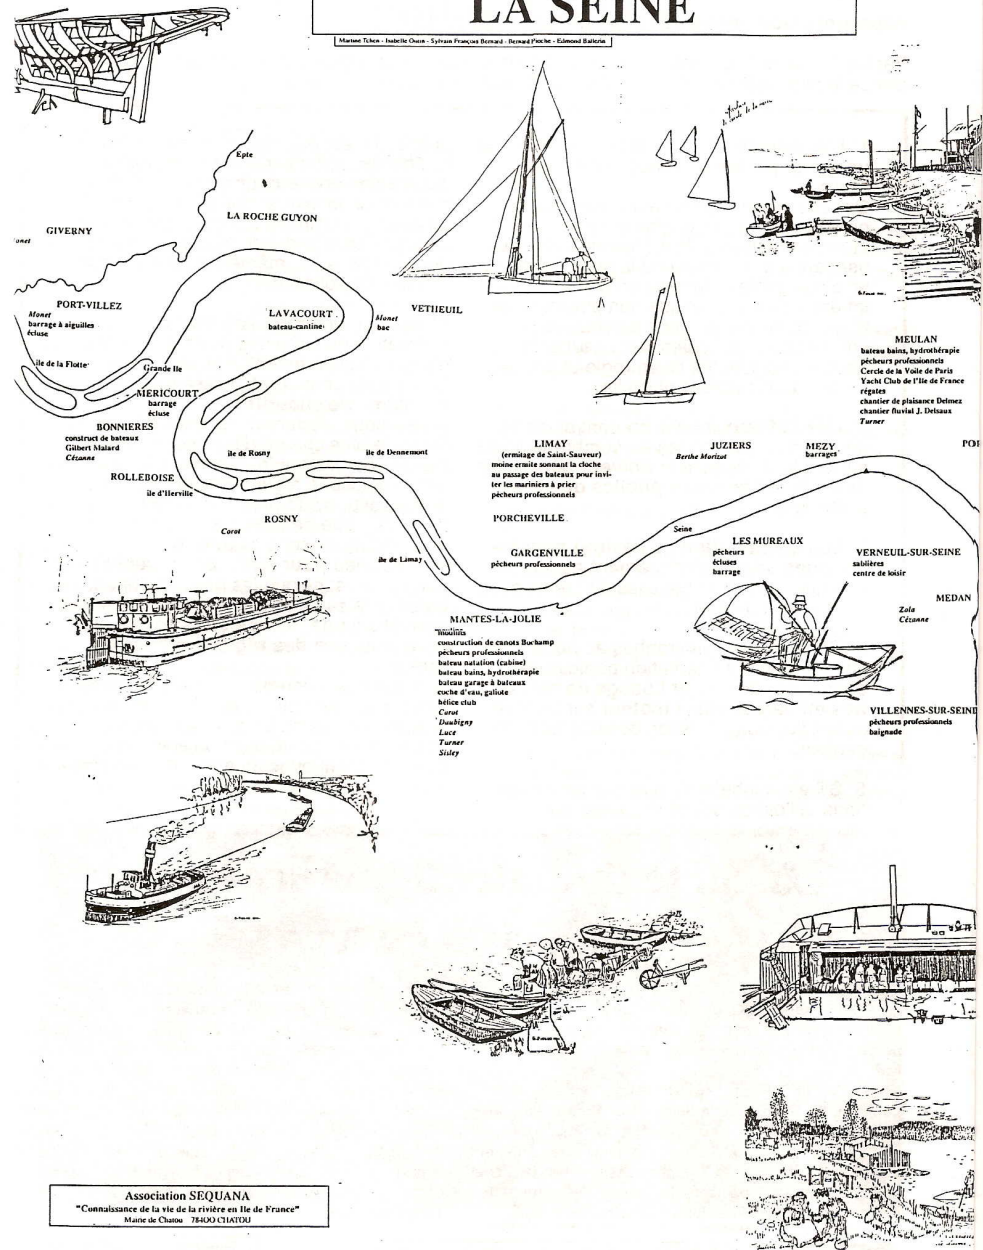 LA SEINE
Martine Tchen - Isabelle Ouin - Sylvain François Bernard - Bernard Pioche - Edmond Ballerin
Epte
LA ROCHE GUYON
GIVERNY
onet
PORT-VILLEZ
Monet
barrage à aiguilles
écluse
LAVACOURT
bateau-cantine
Monet
bac
VETHEUIL
île de la Flotte
Grande Ile
MERICOURT
barrage
écluse
BONNIERES
construct de bateaux
Gilbert Malard
Cézanne
ROLLEBOISE
île d'Herville
île de Rosny
île de Dennemont
ROSNY
Corot
île de Limay
LIMAY
(ermitage de Saint-Sauveur)
moine ermite sonnant la cloche
au passage des bateaux pour invi-
ter les mariniers à prier
pêcheurs professionnels
PORCHEVILLE
GARGENVILLE
pêcheurs professionnels
JUZIERS
Berthe Morizot
MEZY
barrages
MEULAN
bateau bains, hydrothérapie
pêcheurs professionnels
Cercle de la Voile de Paris
Yacht Club de l'Ile de France
régates
chantier de plaisance Delmez
chantier fluvial J. Delsaux
Turner
POI
Seine
LES MUREAUX
pêcheurs
écluses
barrage
VERNEUIL-SUR-SEINE
sablières
centre de loisir
MEDAN
Zola
Cézanne
VILLENNES-SUR-SEINE
pêcheurs professionnels
baignade
MANTES-LA-JOLIE
moulins
construction de canots Buchamp
pêcheurs professionnels
bateau natation (cabine)
bateau bains, hydrothérapie
bateau garage à bateaux
coche d'eau, galiote
hélice club
Corot
Daubigny
Luce
Turner
Sisley
Association SEQUANA
"Connaissance de la vie de la rivière en Ile de France"
Mairie de Chatou 78400 CHATOU